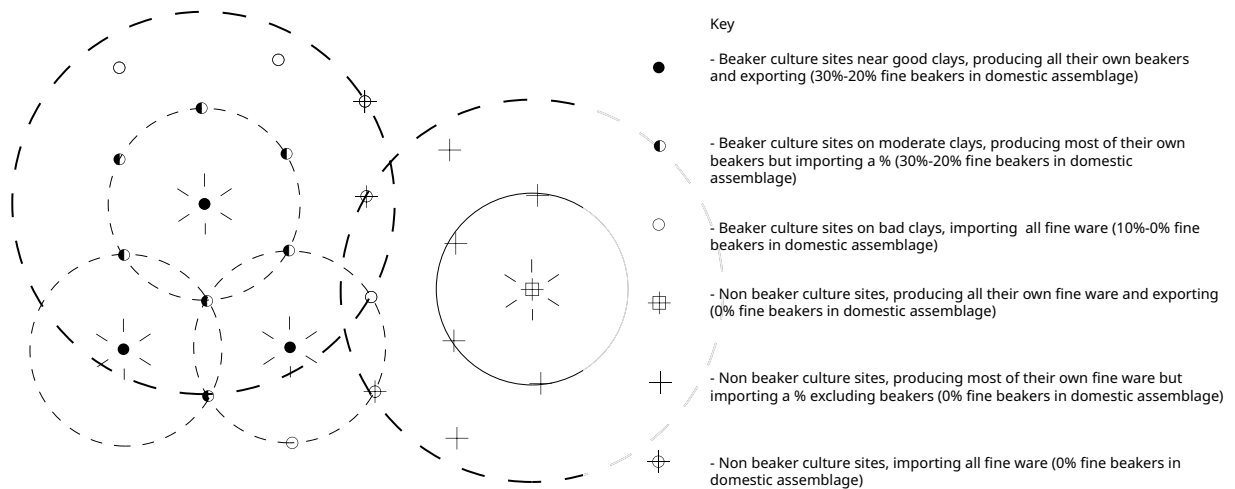 Key
- Beaker culture sites near good clays, producing all their own beakers
and exporting (30%-20% fine beakers in domestic assemblage)
- Beaker culture sites on moderate clays, producing most of their own
beakers but importing a % (30%-20% fine beakers in domestic
assemblage)
- Beaker culture sites on bad clays, importing  all fine ware (10%-0% fine
beakers in domestic assemblage)
- Non beaker culture sites, producing all their own fine ware and exporting
(0% fine beakers in domestic assemblage)
- Non beaker culture sites, producing most of their own fine ware but
importing a % excluding beakers (0% fine beakers in domestic assemblage)
- Non beaker culture sites, importing all fine ware (0% fine beakers in
domestic assemblage)